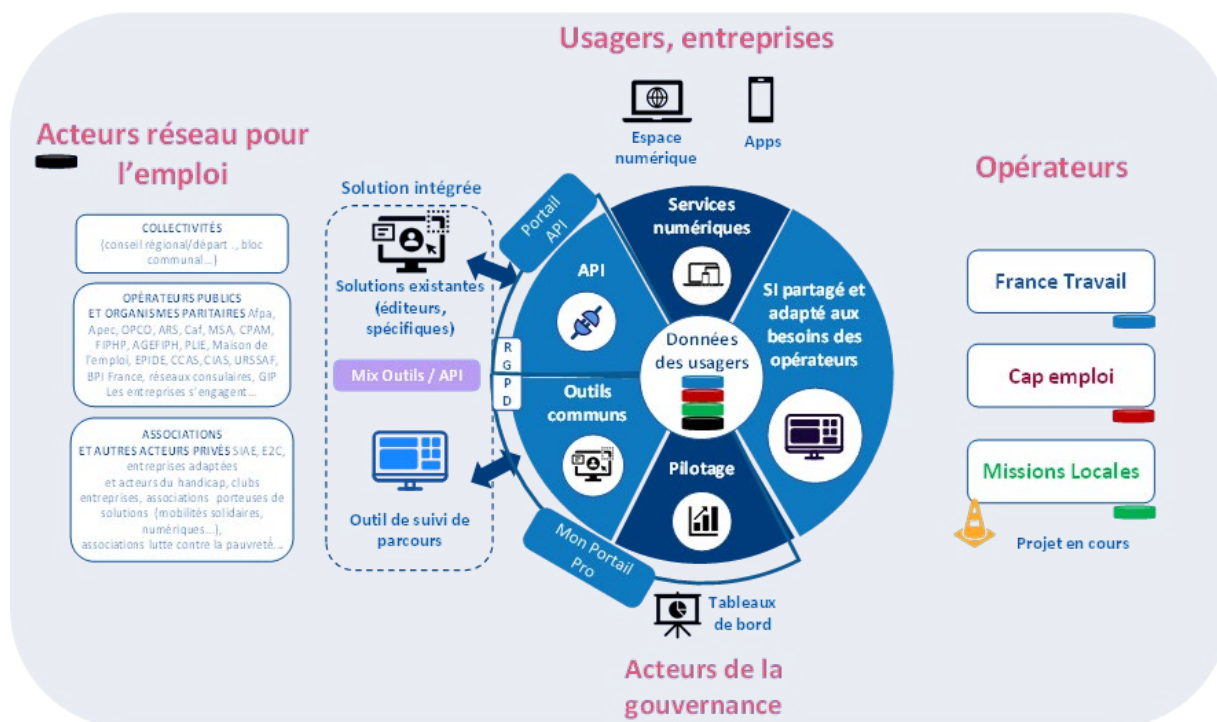 Usagers, entreprises
Espace
numérique
Apps
Acteurs réseau pour
l'emploi
COLLECTIVITÉS
(conseil régional/départ ., bloc
communal...)
OPÉRATEURS PUBLICS
ET ORGANISMES PARITAIRES Afpa,
Apec, OPCO, ARS, Caf, MSA, CPAM,
FIPHP, AGEFIPH, PLIE, Maison de
l'emploi, EPIDE, CCAS, CIAS, URSSAF,
BPI France, réseaux consulaires, GIP
Les entreprises s'engagent...
ASSOCIATIONS
ET AUTRES ACTEURS PRIVÉS SIAE, E2C,
entreprises adaptées
et acteurs du handicap, clubs
entreprises, associations porteuses de
solutions (mobilités solidaires,
numériques...),
associations lutte contre la pauvreté...
Solution intégrée
Solutions existantes
(éditeurs,
spécifiques)
Mix Outils / API
Outil de suivi de
parcours
Portail
API
R
G
P
D
Mon Portail
Pro
Services
numériques
API
SI partagé et
adapté aux
besoins des
opérateurs
Données
des usagers
Outils
communs
Pilotage
Tableaux
de bord
Acteurs de la
gouvernance
Opérateurs
France Travail
Cap emploi
Missions Locales
Projet en cours